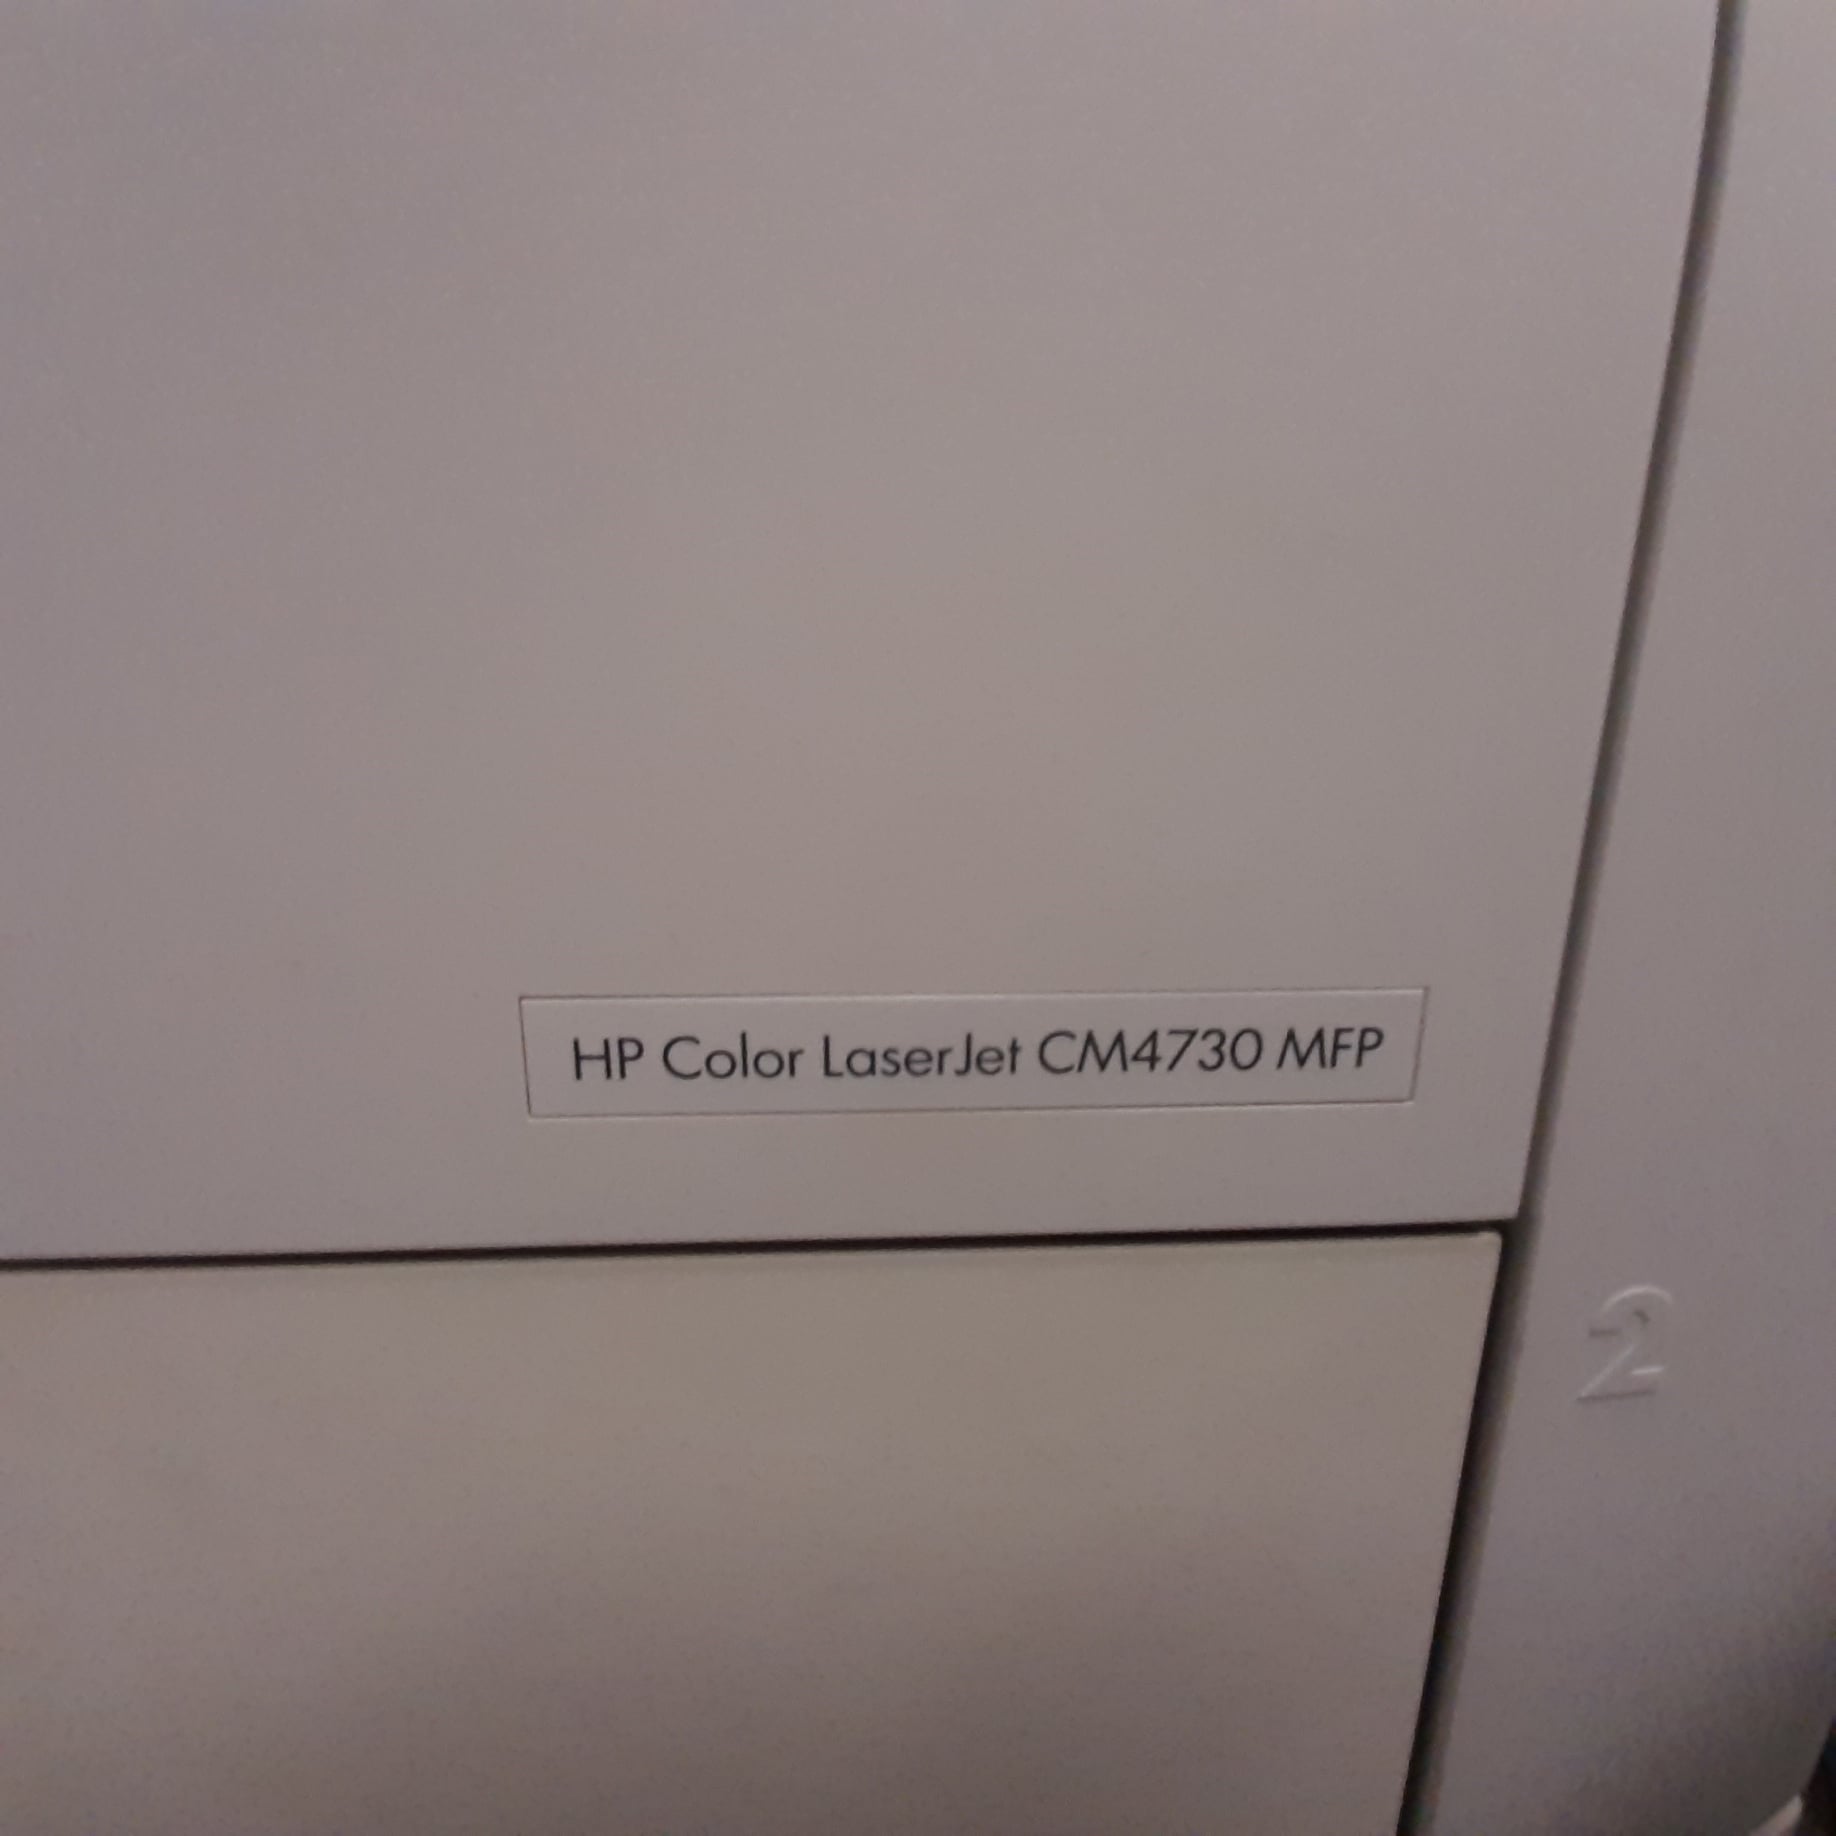 HP Color LaserJet CM4730 MFP
2